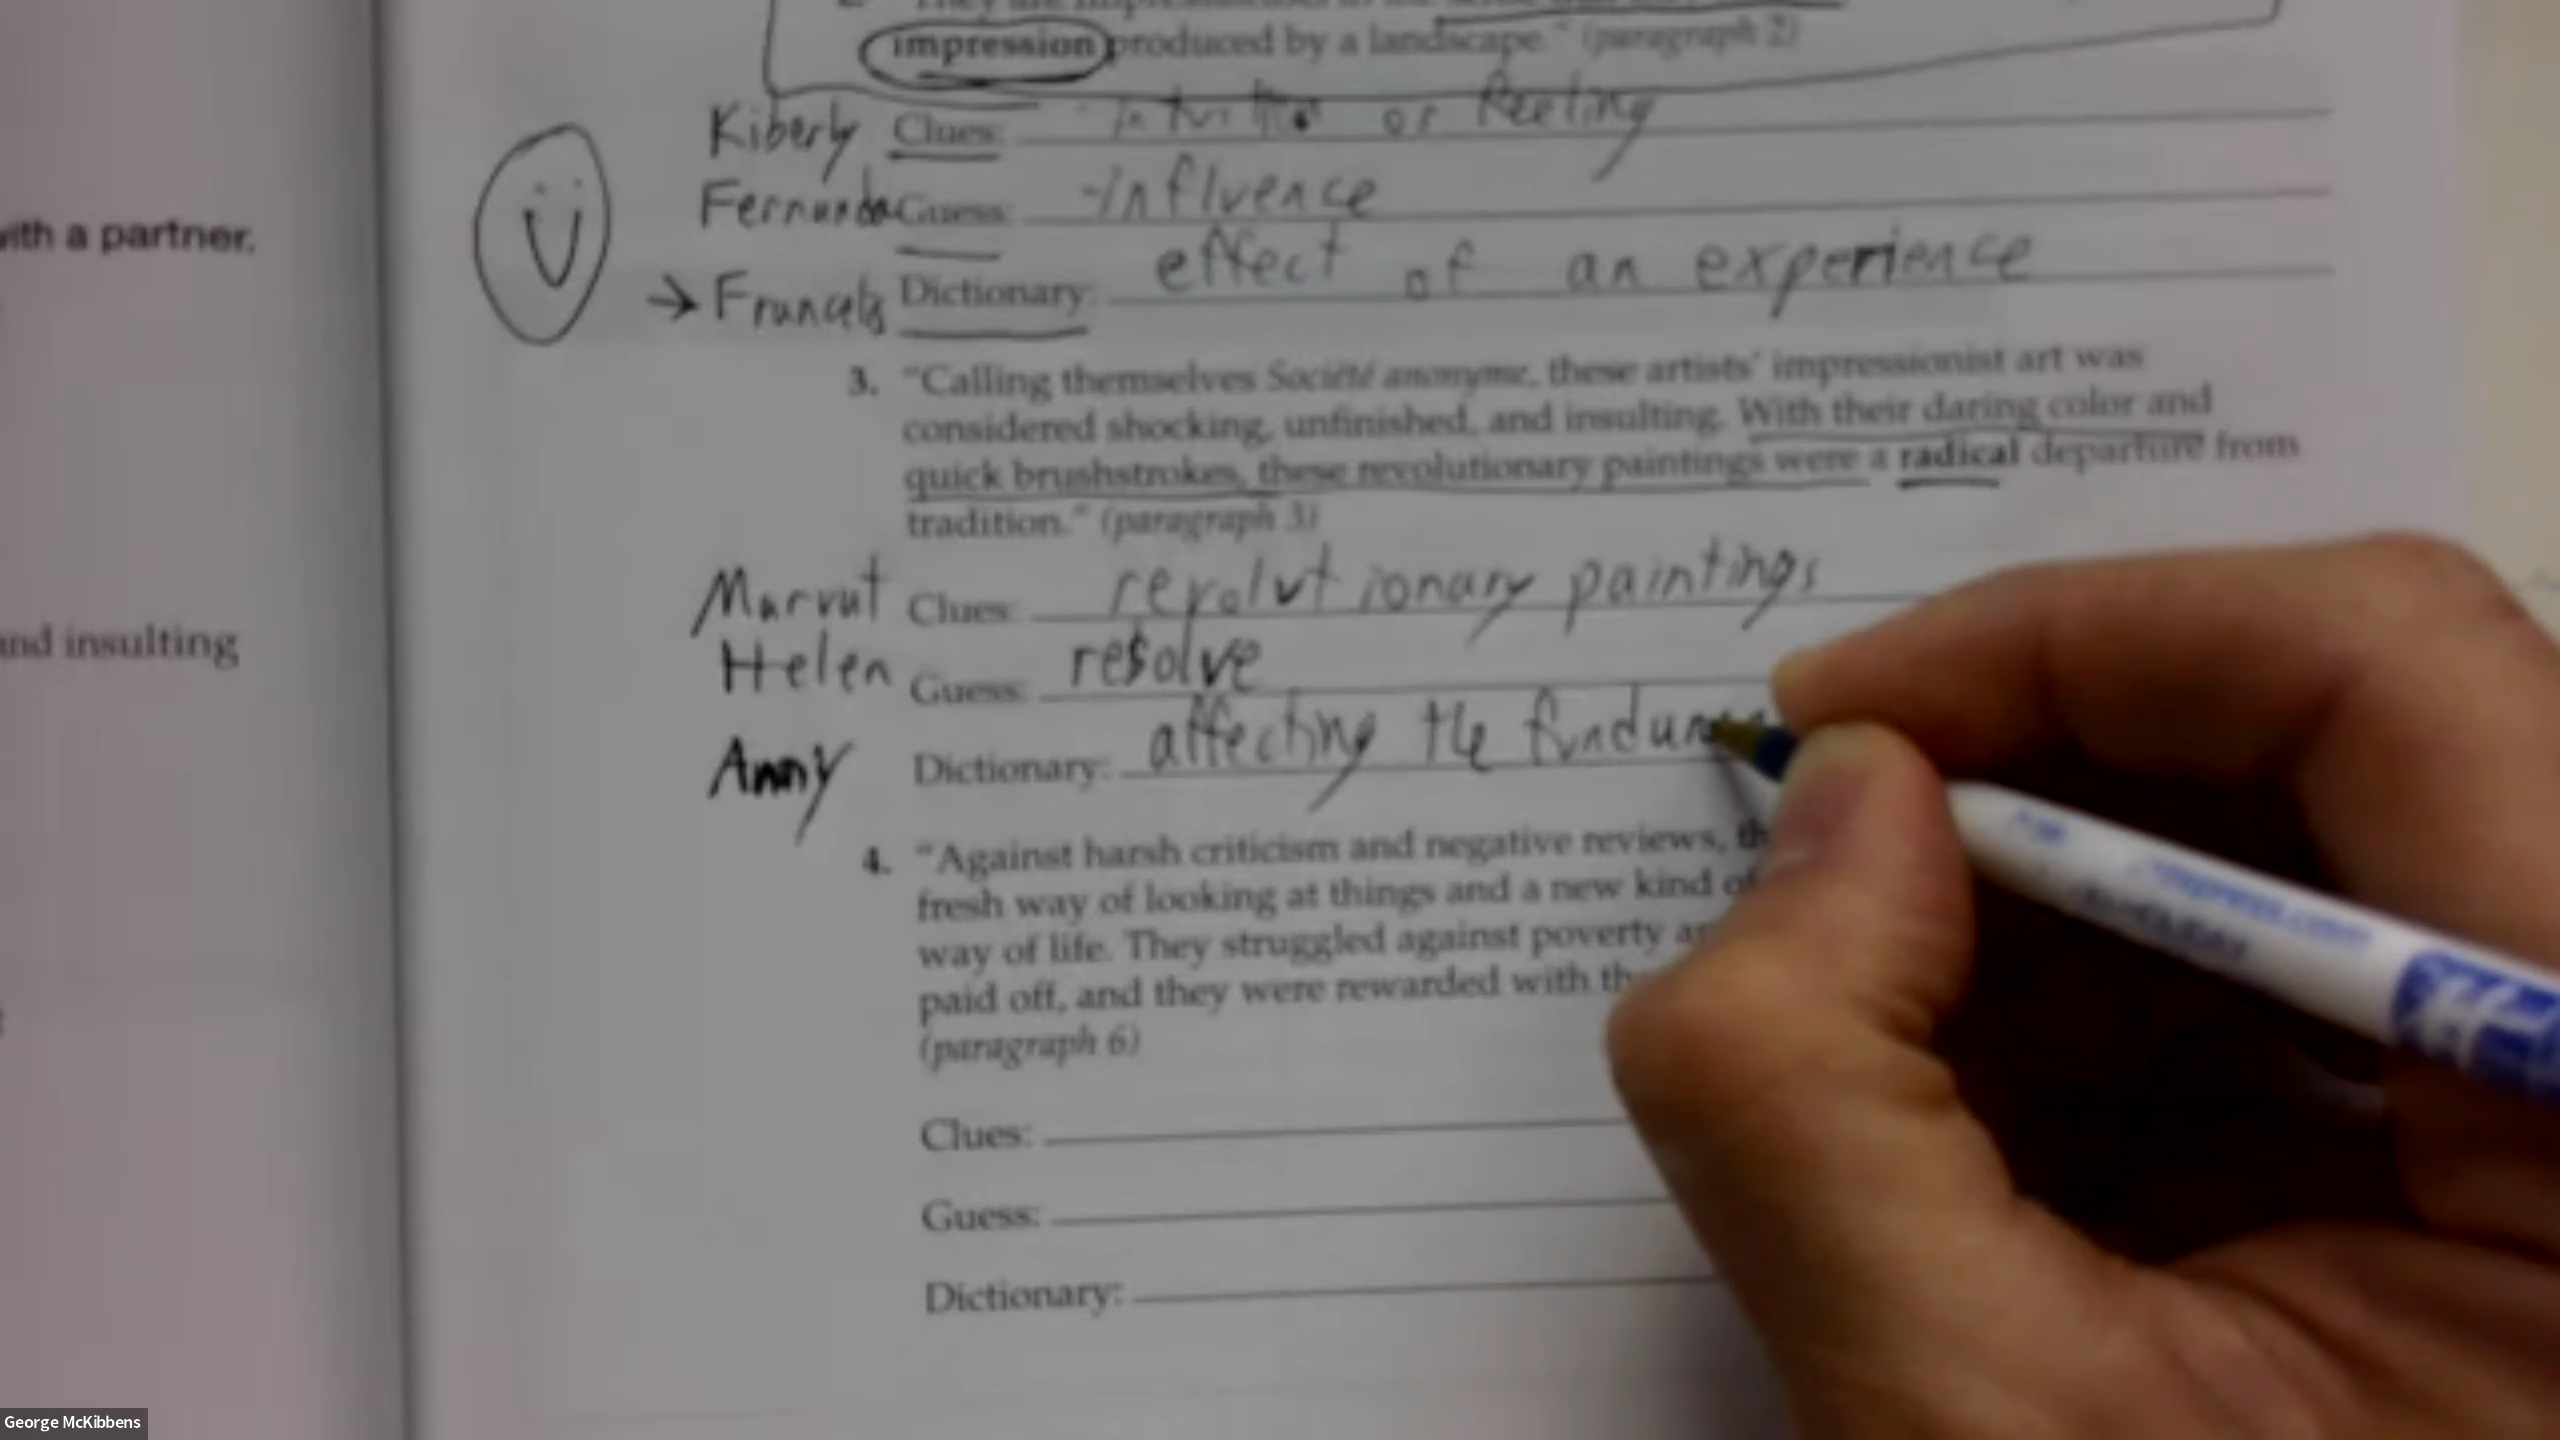 impression produced by a landscape." (paragraph 2)
Kiberly Clues: or feeling
Fernanda Guess: -influence
→ Francels Dictionary: effect of an experience
with a partner.
3. "Calling themselves Société anonyme, these artists' impressionist art was
considered shocking, unfinished, and insulting. With their daring color and
quick brushstrokes, these revolutionary paintings were a radical departure from
tradition." (paragraph 3)
Marvut Clues: revolutionary paintings
and insulting
Helen Guess: resolve
Anny Dictionary: affecting the fundum
4. "Against harsh criticism and negative reviews,
fresh way of looking at things and a new kind of
way of life. They struggled against poverty
paid off, and they were rewarded with
(paragraph 6)
Clues:
Guess:
Dictionary:
George McKibbens